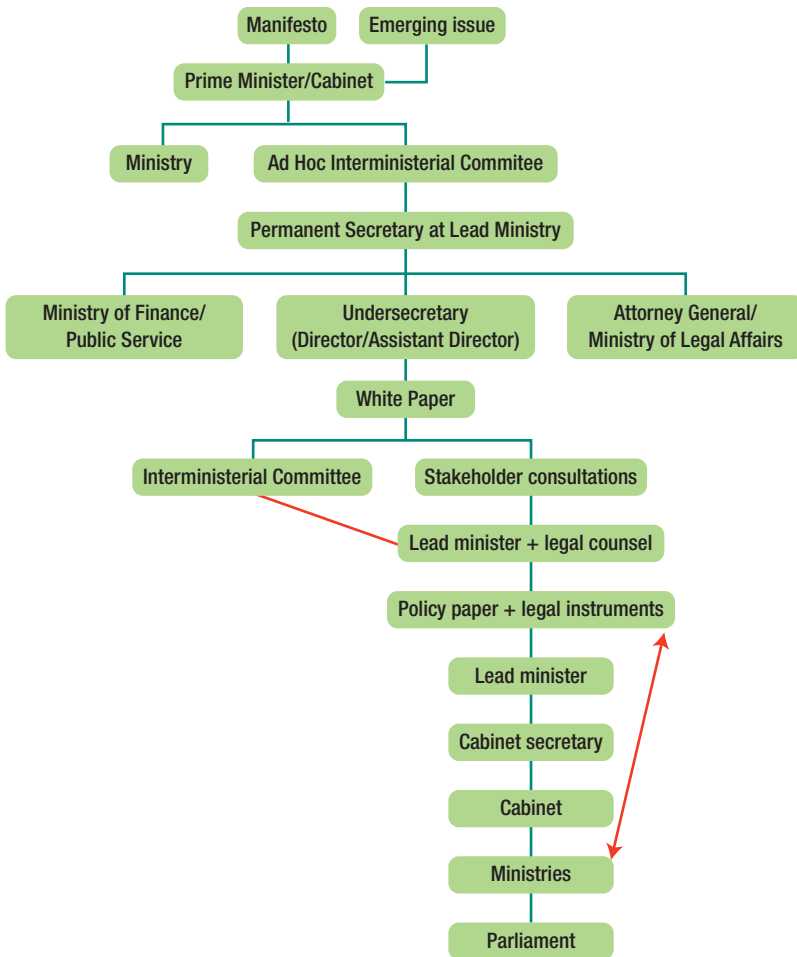 Manifesto
Emerging issue
Prime Minister/Cabinet
Ministry
Ad Hoc Interministerial Commitee
Permanent Secretary at Lead Ministry
Ministry of Finance/
Public Service
Undersecretary
(Director/Assistant Director)
Attorney General/
Ministry of Legal Affairs
White Paper
Interministerial Committee
Stakeholder consultations
Lead minister + legal counsel
Policy paper + legal instruments
Lead minister
Cabinet secretary
Cabinet
Ministries
Parliament